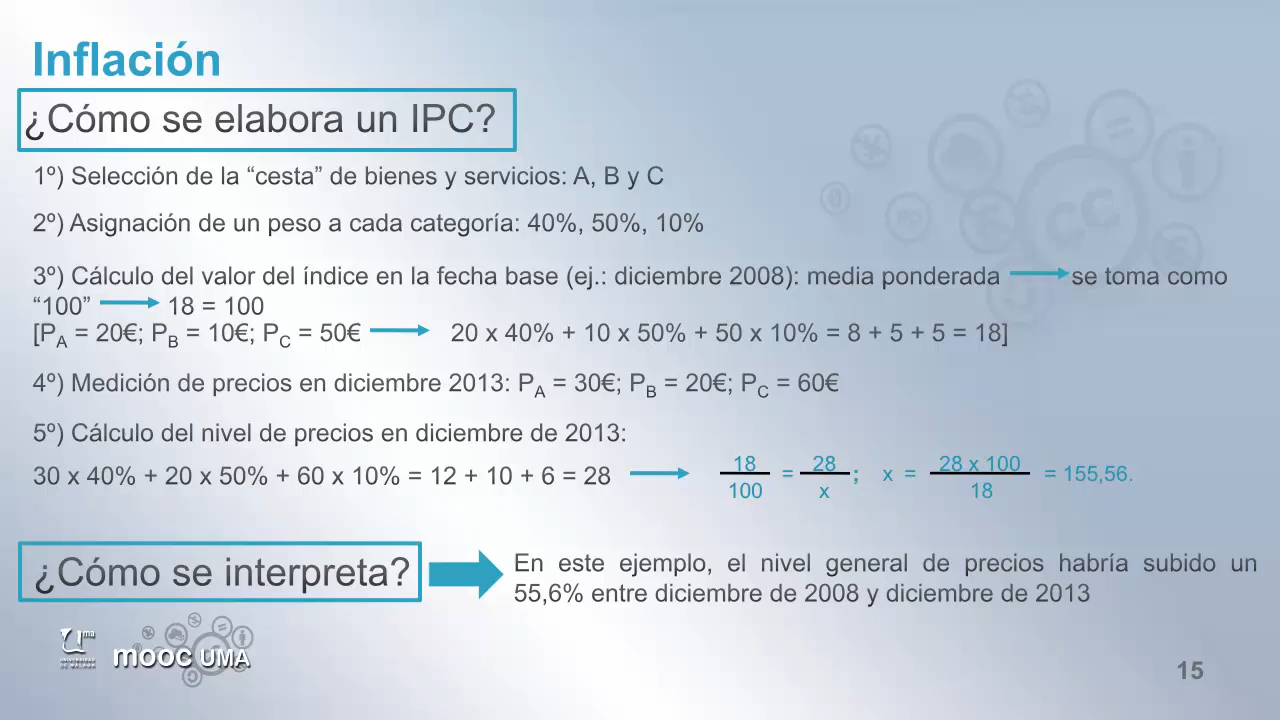 Inflación
¿Cómo se elabora un IPC?
1º) Selección de la “cesta” de bienes y servicios: A, B y C
2º) Asignación de un peso a cada categoría: 40%, 50%, 10%
3º) Cálculo del valor del índice en la fecha base (ej.: diciembre 2008): media ponderada se toma como
“100” 18 = 100
[PA = 20€; PB = 10€; PC = 50€ 20 x 40% + 10 x 50% + 50 x 10% = 8 + 5 + 5 = 18]
4º) Medición de precios en diciembre 2013: PA = 30€; PB = 20€; PC = 60€
5º) Cálculo del nivel de precios en diciembre de 2013:
30 x 40% + 20 x 50% + 60 x 10% = 12 + 10 + 6 = 28
18 28 28 x 100
= ; x = = 155,56.
100 x 18
¿Cómo se interpreta?
En este ejemplo, el nivel general de precios habría subido un
55,6% entre diciembre de 2008 y diciembre de 2013
uma
UNIVERSIDAD
DE MÁLAGA
mooc UMA
15